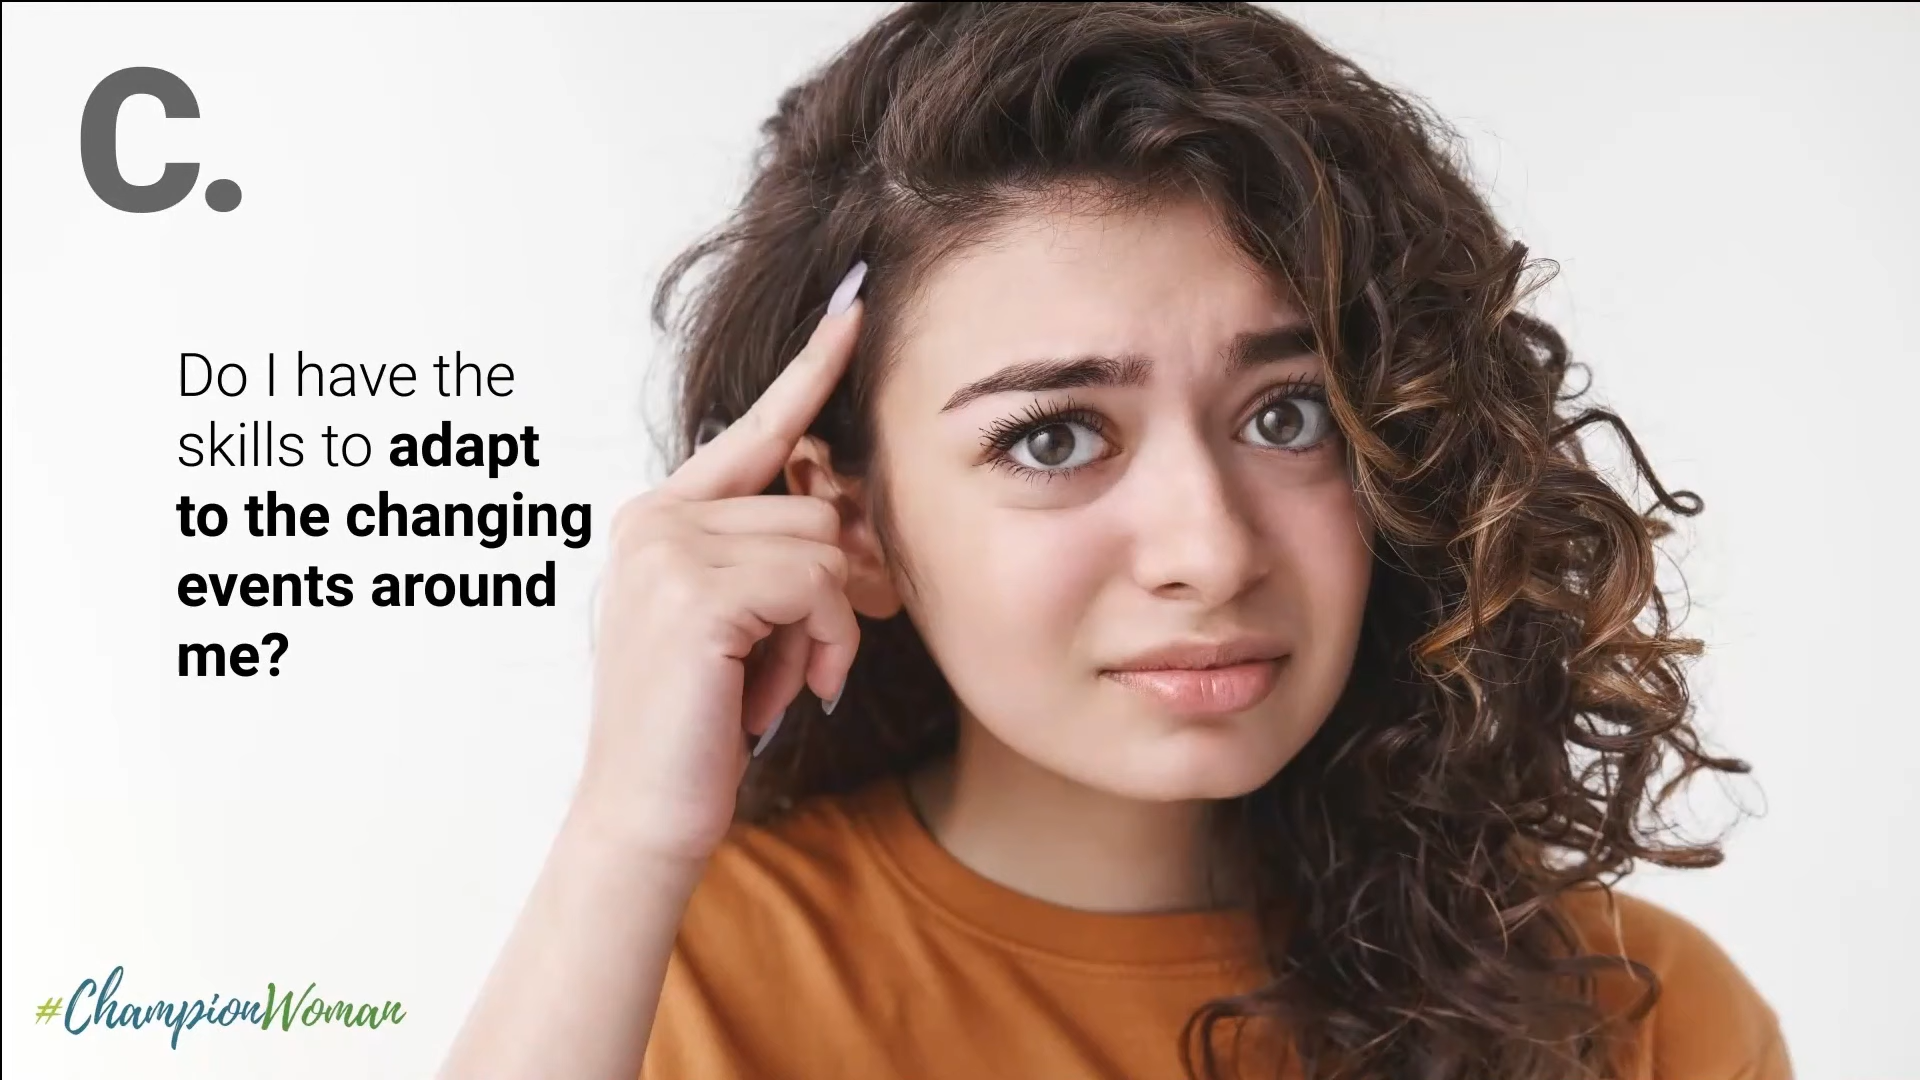 C.
Do I have the
skills to adapt
to the changing
events around
me?
#ChampionWoman